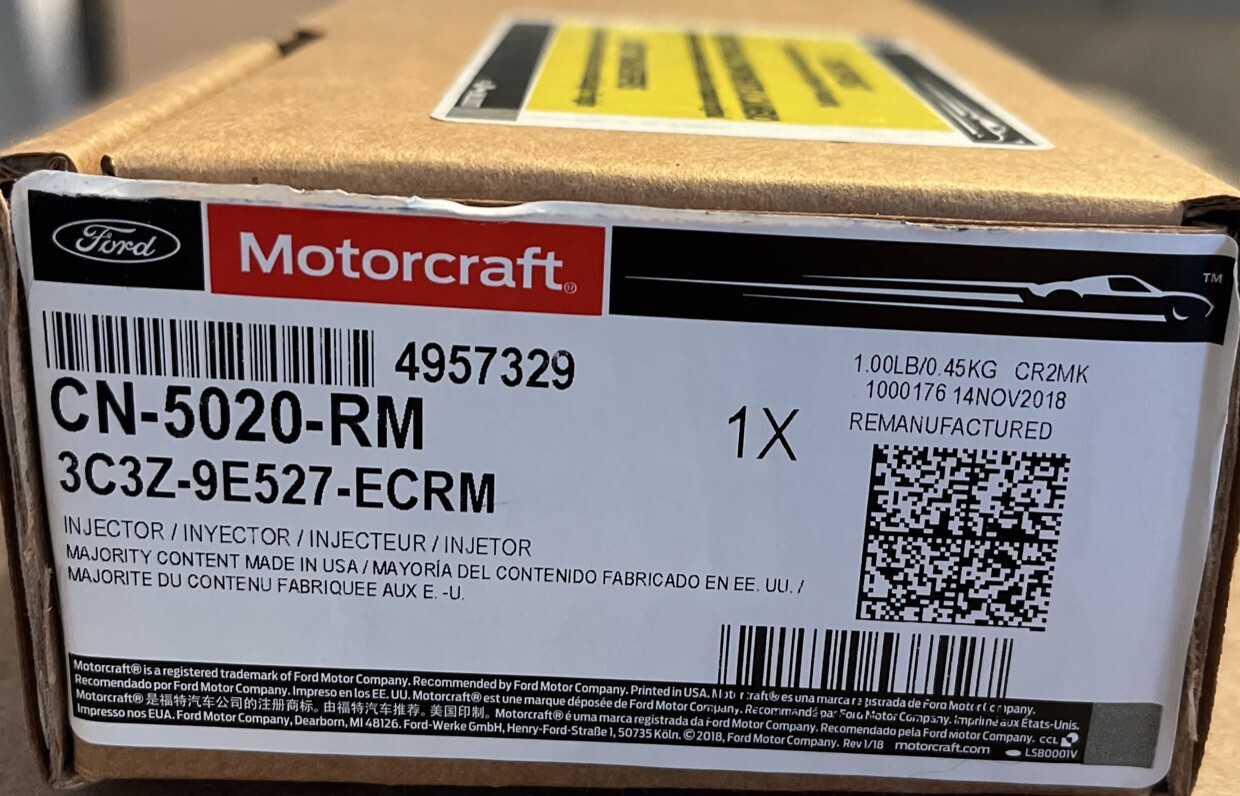 Ford
Motorcraft®
™
4957329
1.00LB/0.45KG CR2MK
1000176 14NOV2018
CN-5020-RM
1X
REMANUFACTURED
3C3Z-9E527-ECRM
INJECTOR / INYECTOR / INJECTEUR / INJETOR
MAJORITY CONTENT MADE IN USA / MAYORÍA DEL CONTENIDO FABRICADO EN EE. UU. /
MAJORITE DU CONTENU FABRIQUEE AUX E. -U.
Motorcraft® is a registered trademark of Ford Motor Company. Recommended by Ford Motor Company. Printed in USA. Motorcraft® es una marca registrada de Ford Motor Company.
Recomendado por Ford Motor Company. Impreso en los EE. UU. Motorcraft® est une marque déposée de Ford Motor Company. Recommandé par Ford Motor Company. Imprimé aux États-Unis.
Motorcraft® 是福特汽车公司的注册商标。由福特汽车推荐。美国印制。Motorcraft® é uma marca registrada da Ford Motor Company. Recomendado pela Ford Motor Company.
Impresso nos EUA. Ford Motor Company, Dearborn, MI 48126. Ford-Werke GmbH, Henry-Ford-Straße 1, 50735 Köln. © 2018, Ford Motor Company. Rev 1/18 motorcraft.com
CCL
LSB0001V